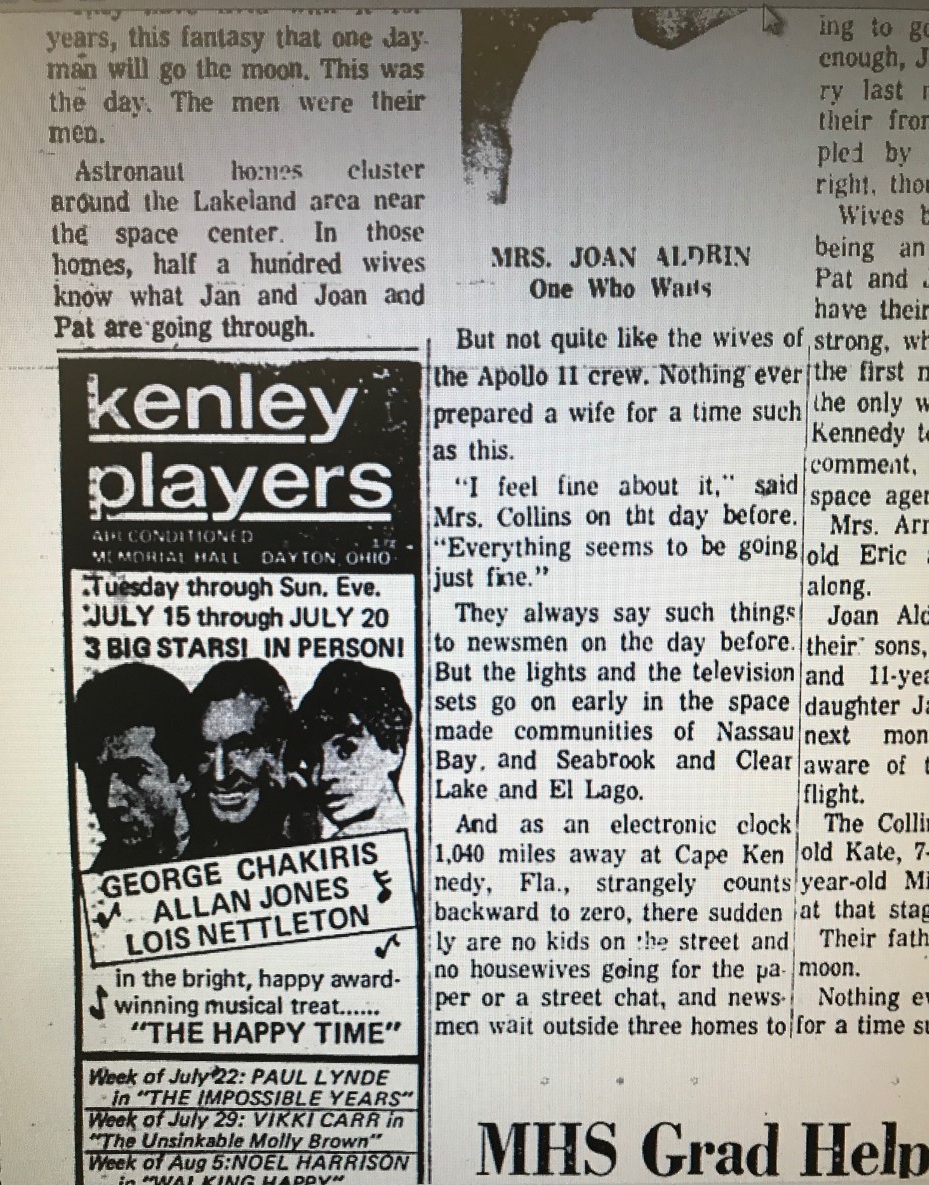 years, this fantasy that one day
man will go the moon. This was
the day. The men were their
men.
Astronaut homes cluster
around the Lakeland area near
the space center. In those
homes, half a hundred wives
know what Jan and Joan and
Pat are going through.
kenley
players
AIR CONDITIONED
MEMORIAL HALL DAYTON, OHIO
Tuesday through Sun. Eve.
JULY 15 through JULY 20
3 BIG STARS! IN PERSON!
GEORGE CHAKIRIS
ALLAN JONES
LOIS NETTLETON
in the bright, happy award-
winning musical treat......
"THE HAPPY TIME"
Week of July 22: PAUL LYNDE
in "THE IMPOSSIBLE YEARS"
Week of July 29: VIKKI CARR in
"The Unsinkable Molly Brown"
Week of Aug 5:NOEL HARRISON
in "WALKING HAPPY"
MRS. JOAN ALDRIN
One Who Waits
But not quite like the wives of
the Apollo 11 crew. Nothing ever
prepared a wife for a time such
as this.
"I feel fine about it," said
Mrs. Collins on tht day before.
"Everything seems to be going
just fine."
They always say such things
to newsmen on the day before.
But the lights and the television
sets go on early in the space
made communities of Nassau
Bay, and Seabrook and Clear
Lake and El Lago.
And as an electronic clock
1,040 miles away at Cape Ken
nedy, Fla., strangely counts
backward to zero, there sudden
ly are no kids on the street and
no housewives going for the pa-
per or a street chat, and news-
men wait outside three homes to
ing to
enough,
ry last
their
pled by
right,
Wives
being an
Pat and
have their
strong,
the first
the only
Kennedy
comment,
space
Mrs.
old Eric
along.
Joan
their sons,
and
daughter
next
aware of
flight.
The
old Kate,
year-old
at that
Their
moon.
Nothing
for a time
MHS Grad